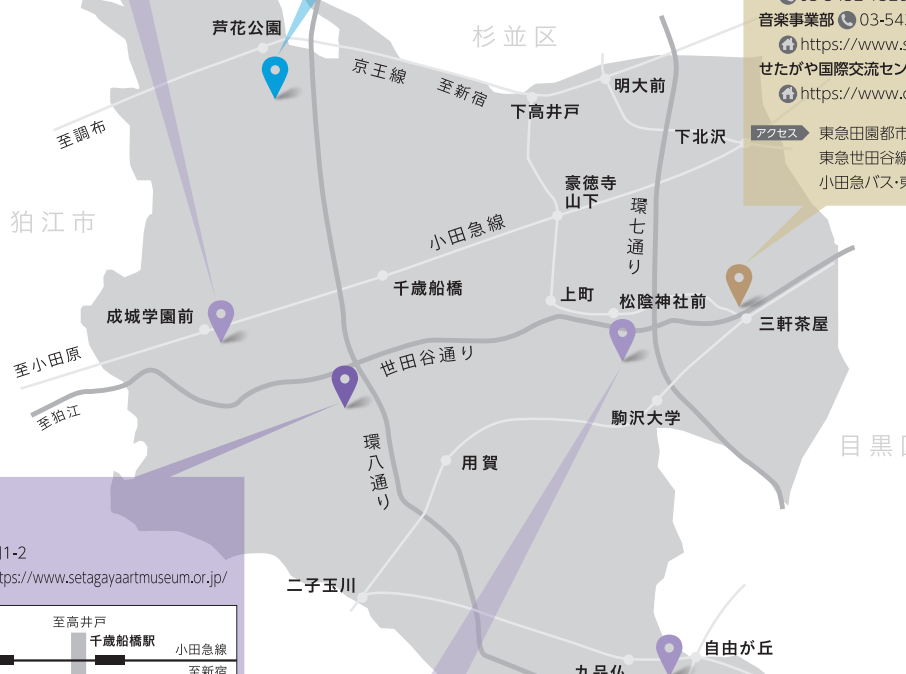 音楽事業部 03-54
https://www.s
せたがや国際交流セン
https://www.
アクセス 東急田園都市
東急世田谷線
小田急バス・東
芦花公園
杉並区
京王線
至新宿
明大前
下高井戸
至調布
下北沢
豪徳寺
山下
環七通り
狛江市
小田急線
千歳船橋
上町
松陰神社前
成城学園前
三軒茶屋
世田谷通り
至小田原
至狛江
駒沢大学
環八通り
用賀
目黒区
1-2
tps://www.setagayaartmuseum.or.jp/
二子玉川
至高井戸
千歳船橋駅
小田急線
至新宿
自由が丘
九品仏